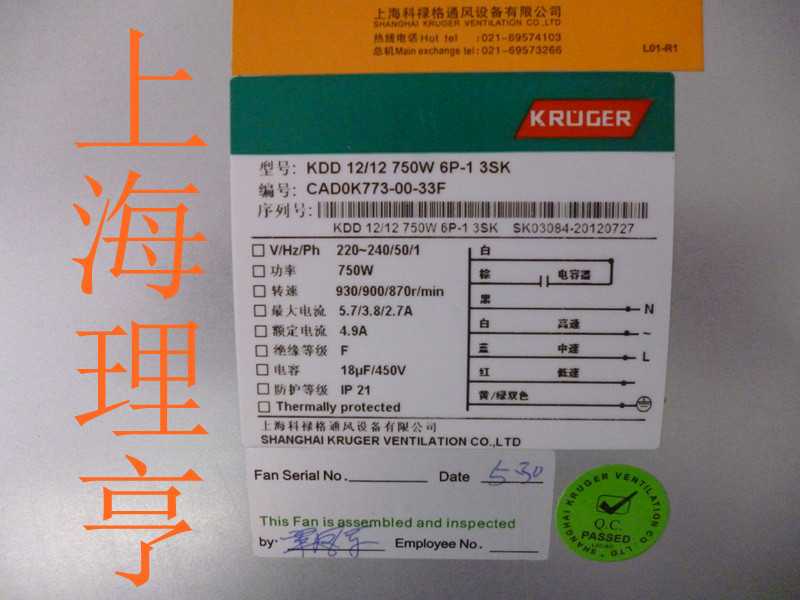 上海科禄格通风设备有限公司
SHANGHAI KRUGER VENTILATION CO.,LTD
热线电话Hot tel :021-69574103
总机Main exchange tel:021-69573266
L01-R1
上海理亨
KRÜGER
型号: KDD 12/12 750W 6P-1 3SK
编号: CAD0K773-00-33F
序列号:
KDD 12/12 750W 6P-1 3SK SK03084-20120727
V/Hz/Ph 220~240/50/1
功率 750W
转速 930/900/870r/min
最大电流 5.7/3.8/2.7A
额定电流 4.9A
绝缘等级 F
电容 18μF/450V
防护等级 IP 21
Thermally protected
白
棕 电容器
黑 N
白 高速 ~
蓝 中速 L
红 低速
黄/绿双色
上海科禄格通风设备有限公司
SHANGHAI KRUGER VENTILATION CO.,LTD
Fan Serial No. Date 530
This Fan is assembled and inspected
by: Employee No.
SHANGHAI KRUGER VENTILATION CO., LTD
Q.C.
PASSED